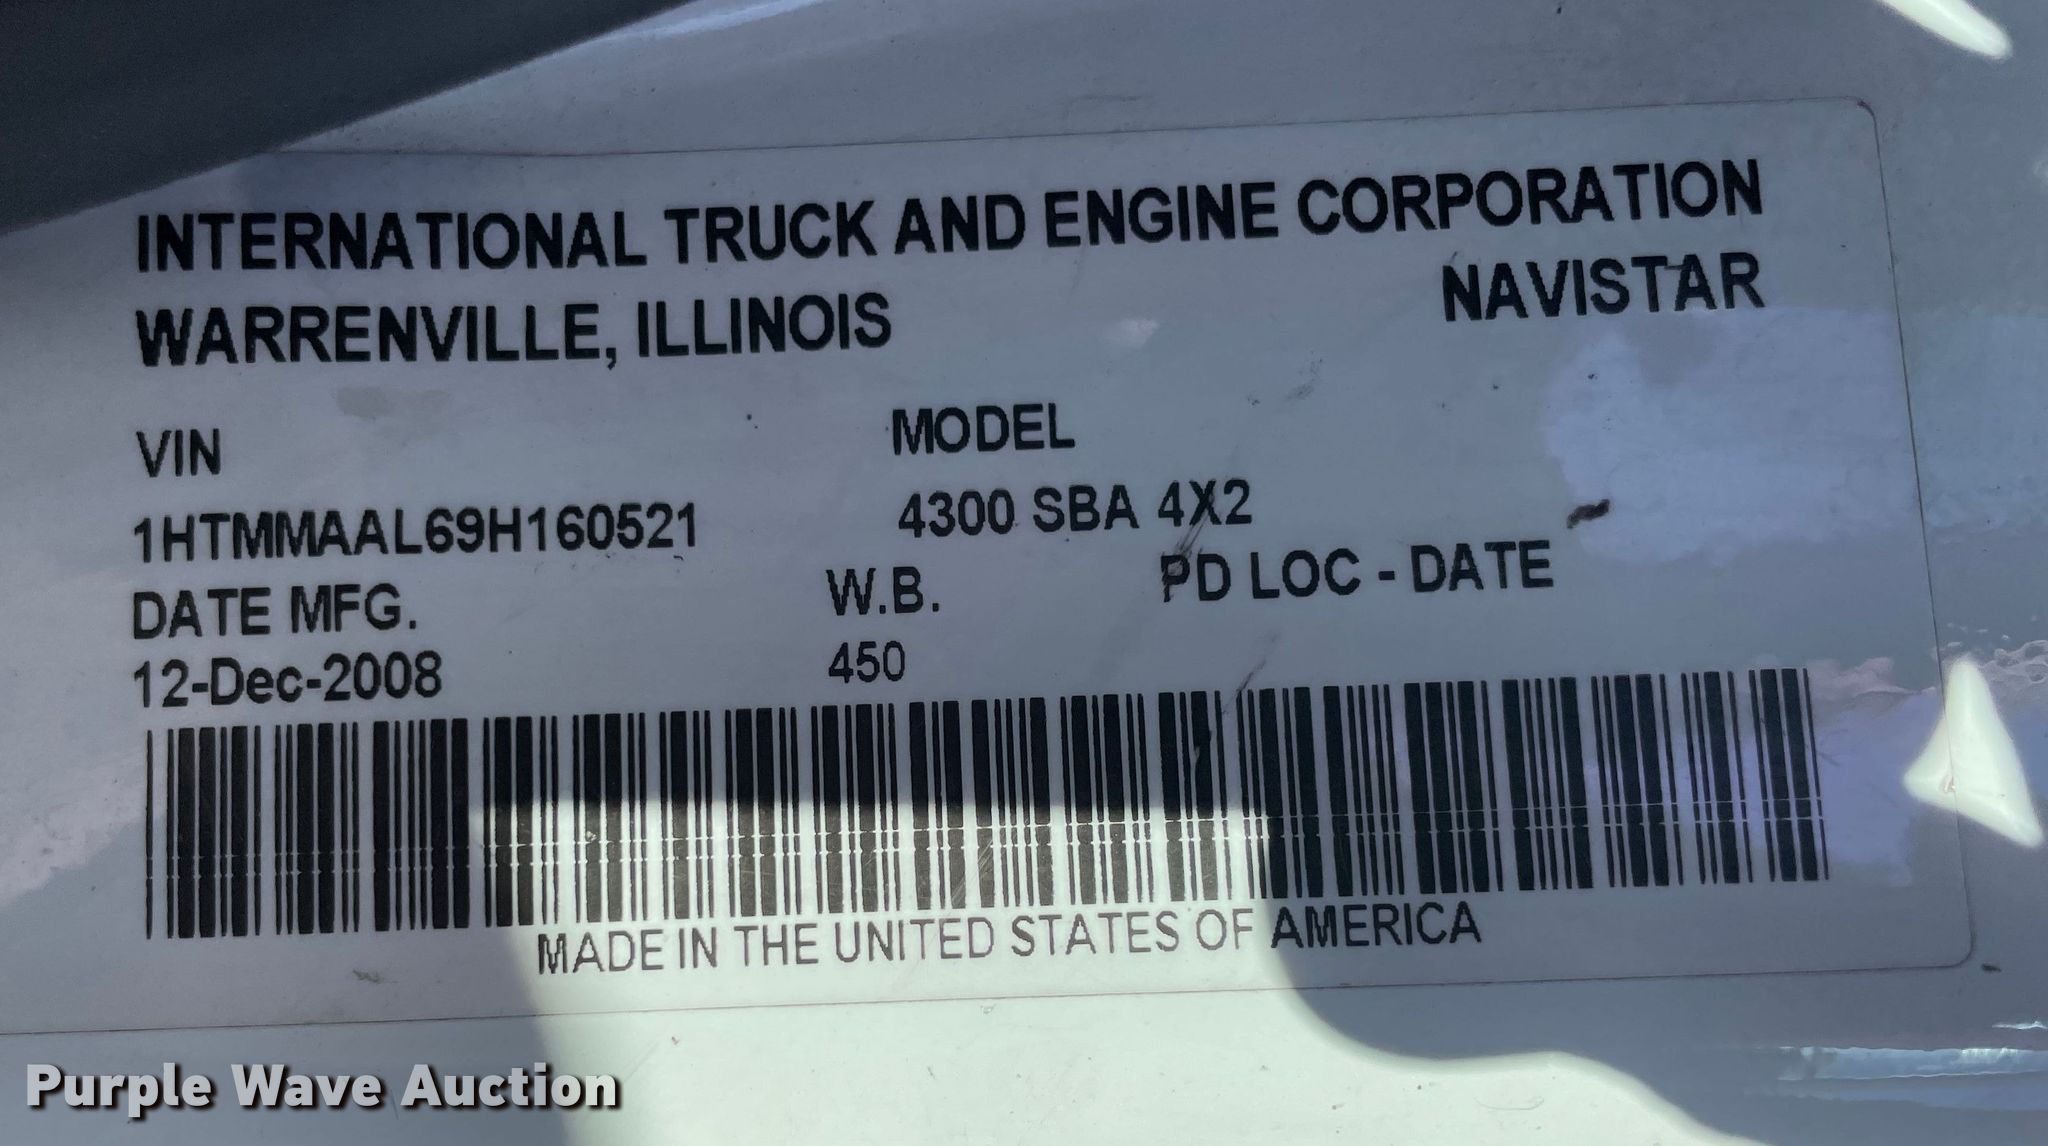 INTERNATIONAL TRUCK AND ENGINE CORPORATION
WARRENVILLE, ILLINOIS NAVISTAR
VIN MODEL
1HTMMAAL69H160521 4300 SBA 4X2
DATE MFG. W.B. PD LOC - DATE
12-Dec-2008 450
MADE IN THE UNITED STATES OF AMERICA
Purple Wave Auction